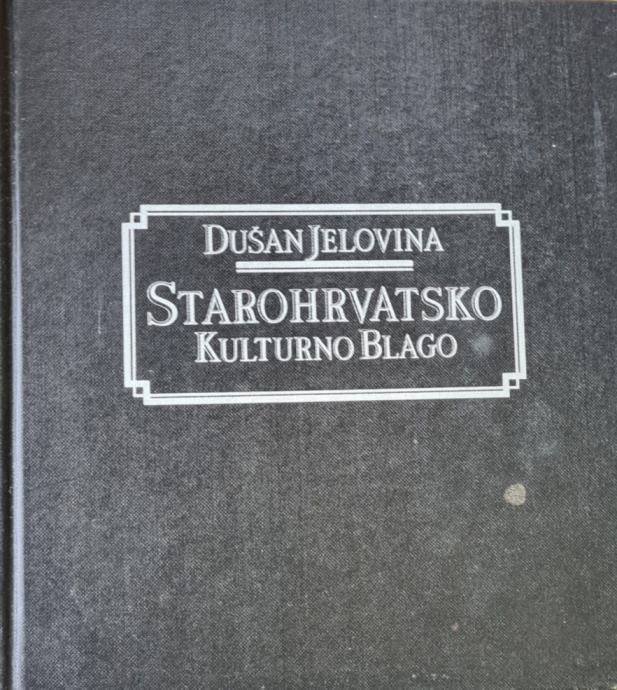 DUŠAN JELOVINA
STAROHRVATSKO
KULTURNO BLAGO